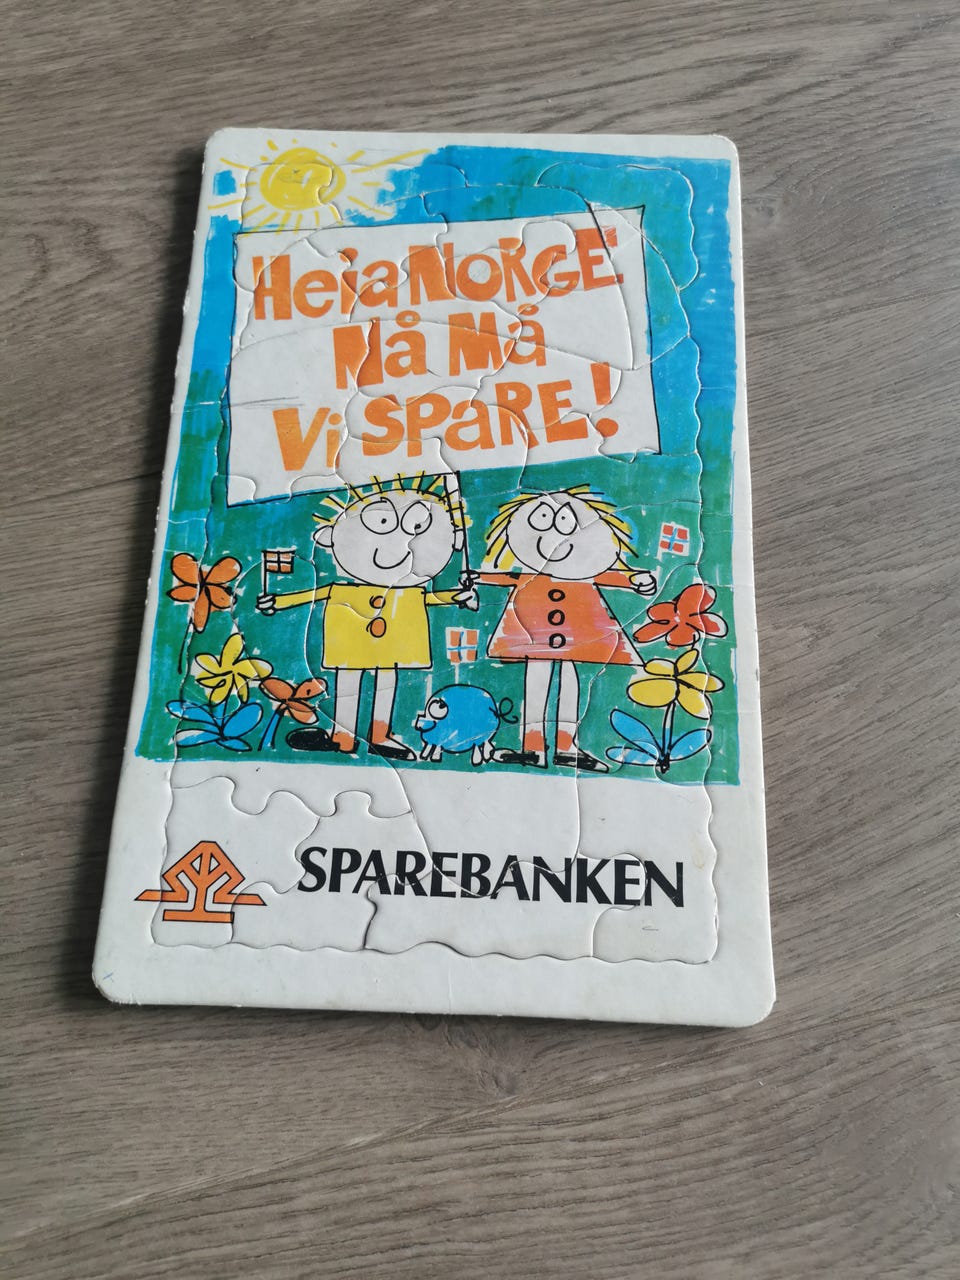 Heia NORGE
Nå Må
Vi SPARE!
SPAREBANKEN